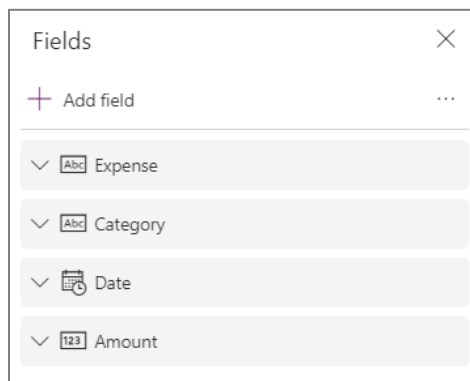 Fields
Add field
Abc Expense
Abc Category
Date
123 Amount